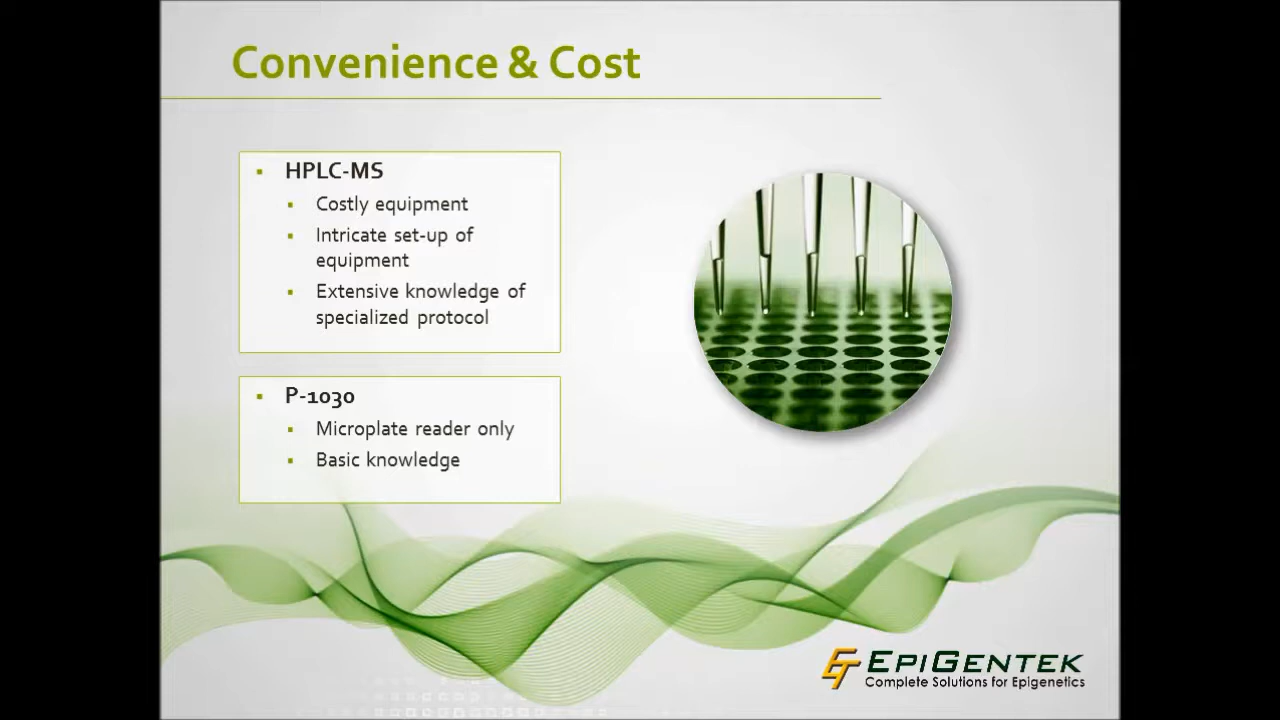 Convenience & Cost
HPLC-MS
Costly equipment
Intricate set-up of
equipment
Extensive knowledge of
specialized protocol
P-1030
Microplate reader only
Basic knowledge
EPIGENTEK
Complete Solutions for Epigenetics